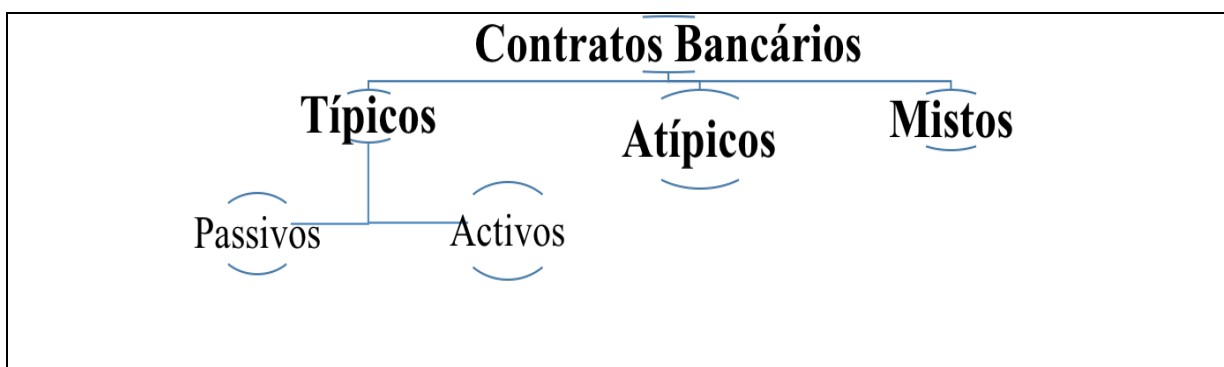 Contratos Bancários
Típicos
Atípicos
Mistos
Passivos
Activos